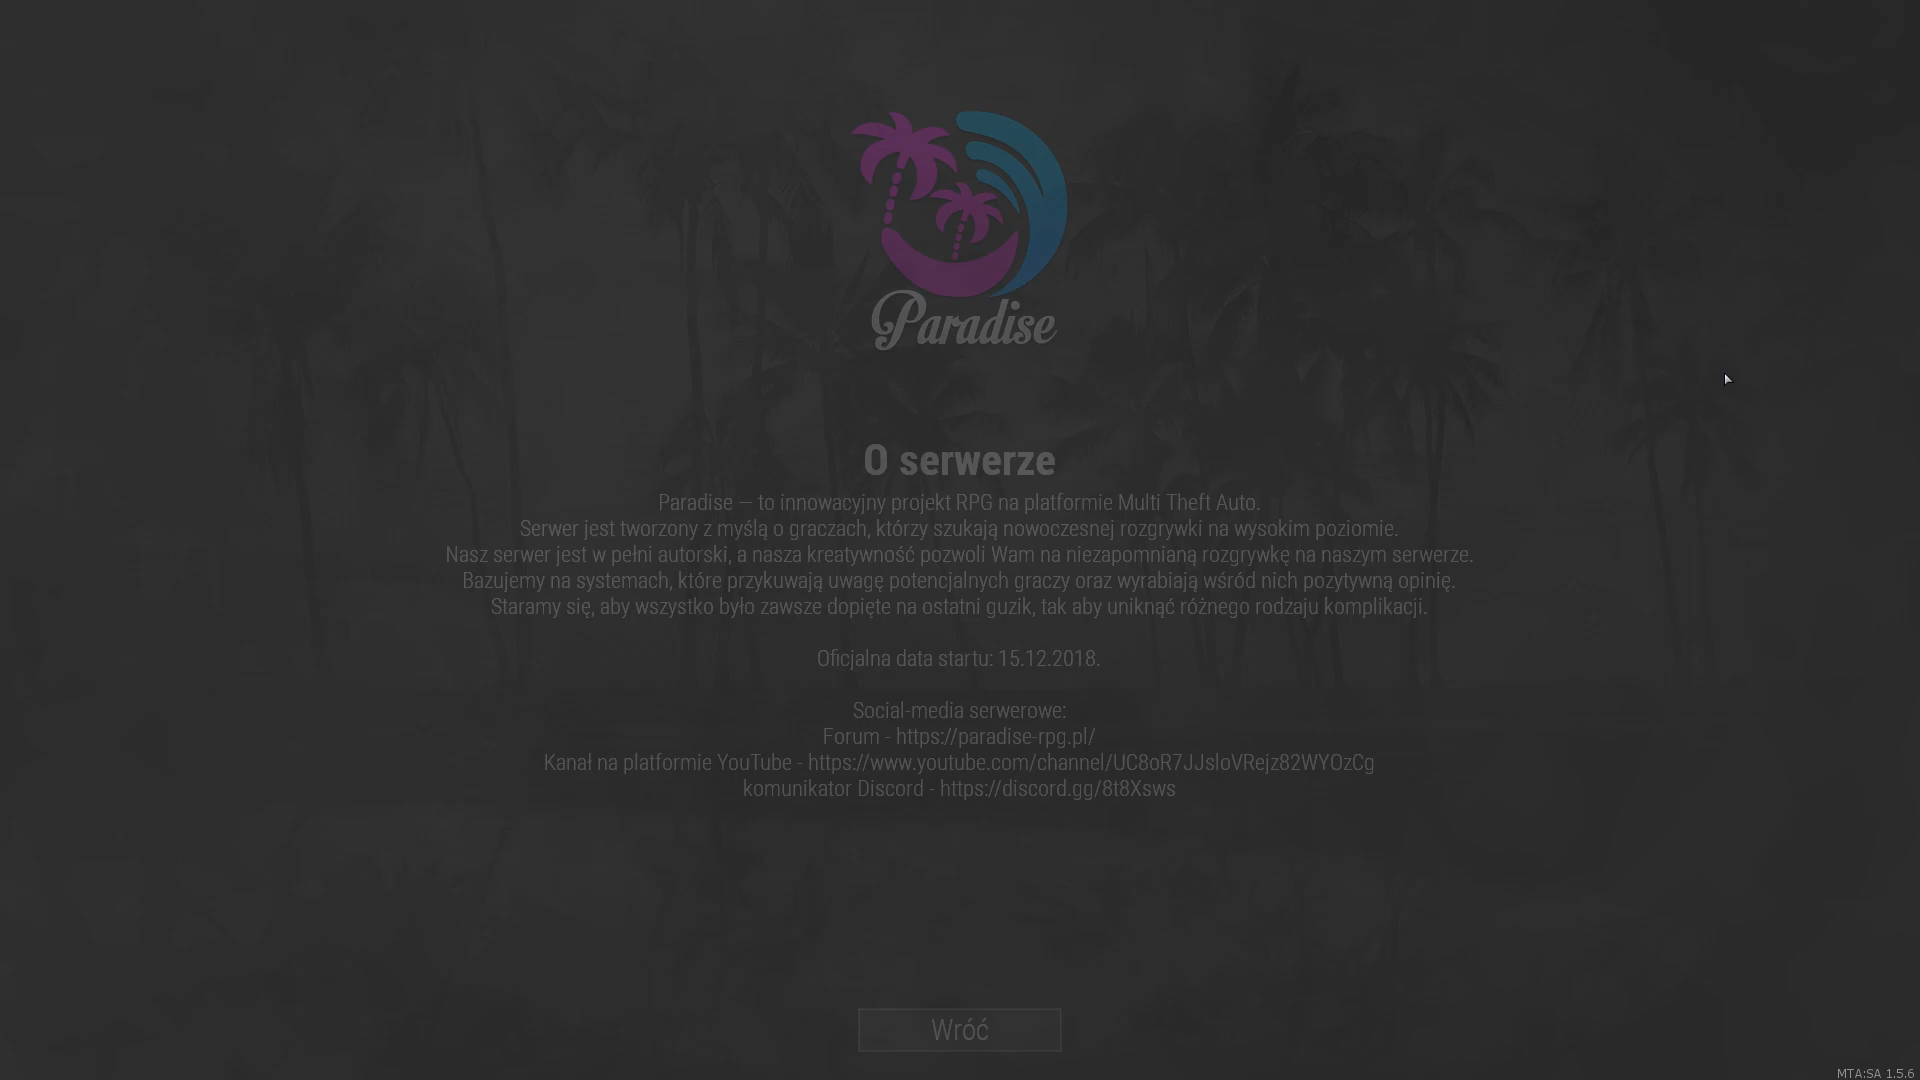 Paradise
O serwerze
Paradise — to innowacyjny projekt RPG na platformie Multi Theft Auto.
Serwer jest tworzony z myślą o graczach, którzy szukają nowoczesnej rozgrywki na wysokim poziomie.
Nasz serwer jest w pełni autorski, a nasza kreatywność pozwoli Wam na niezapomnianą rozgrywkę na naszym serwerze.
Bazujemy na systemach, które przykuwają uwagę potencjalnych graczy oraz wyrabiają wśród nich pozytywną opinię.
Staramy się, aby wszystko było zawsze dopięte na ostatni guzik, tak aby uniknąć różnego rodzaju komplikacji.
Oficjalna data startu: 15.12.2018.
Social-media serwerowe:
Forum - https://paradise-rpg.pl/
Kanał na platformie YouTube - https://www.youtube.com/channel/UC8oR7JJsloVRejz82WYOzCg
komunikator Discord - https://discord.gg/8t8Xsws
Wróć
MTA:SA 1.5.6